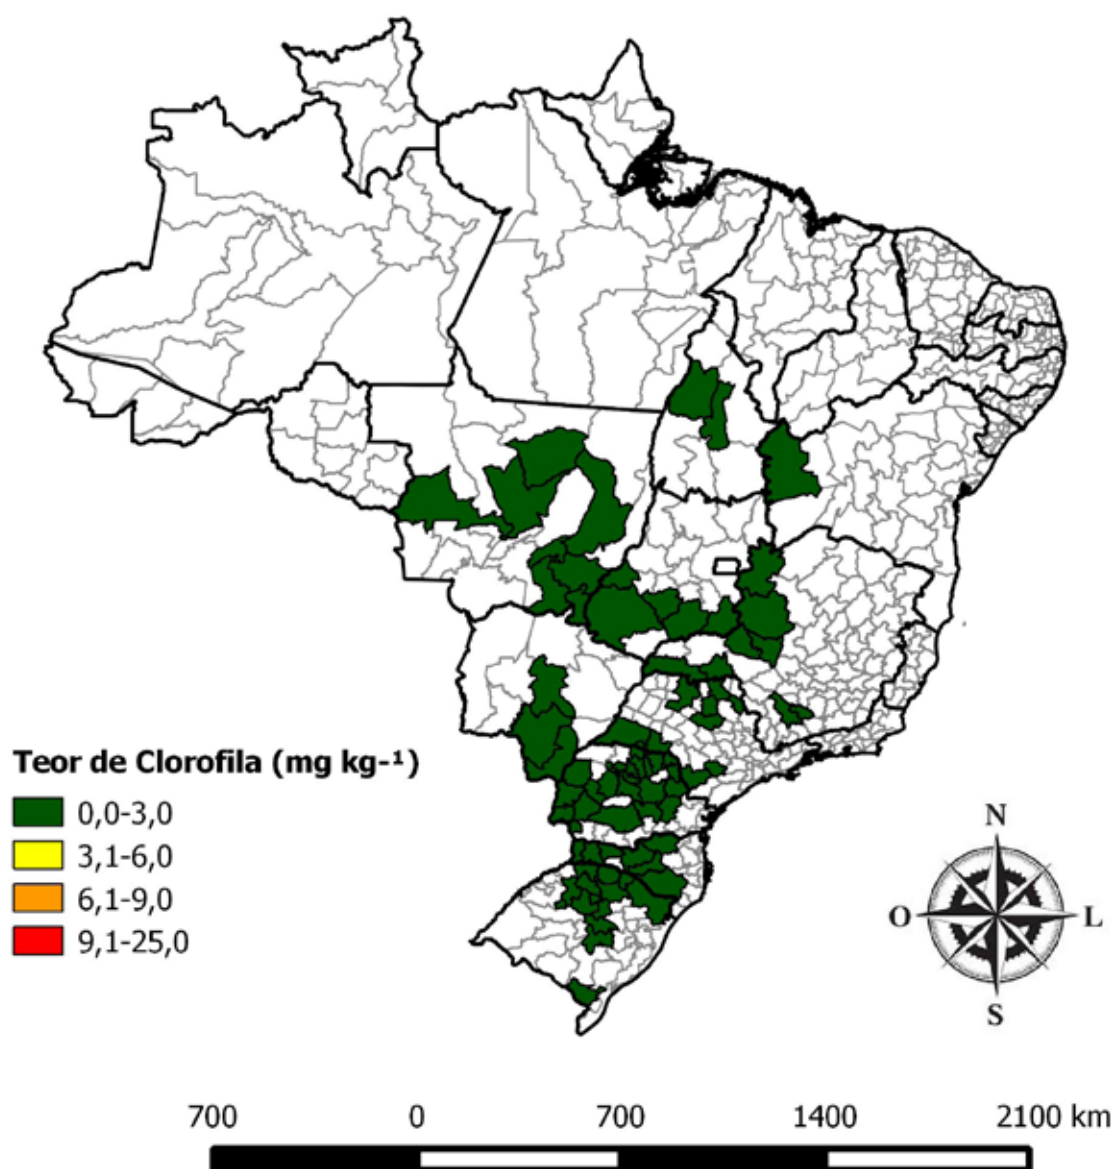 Teor de Clorofila (mg kg-¹)
0,0-3,0
3,1-6,0
6,1-9,0
9,1-25,0
N
O
L
S
700 0 700 1400 2100 km